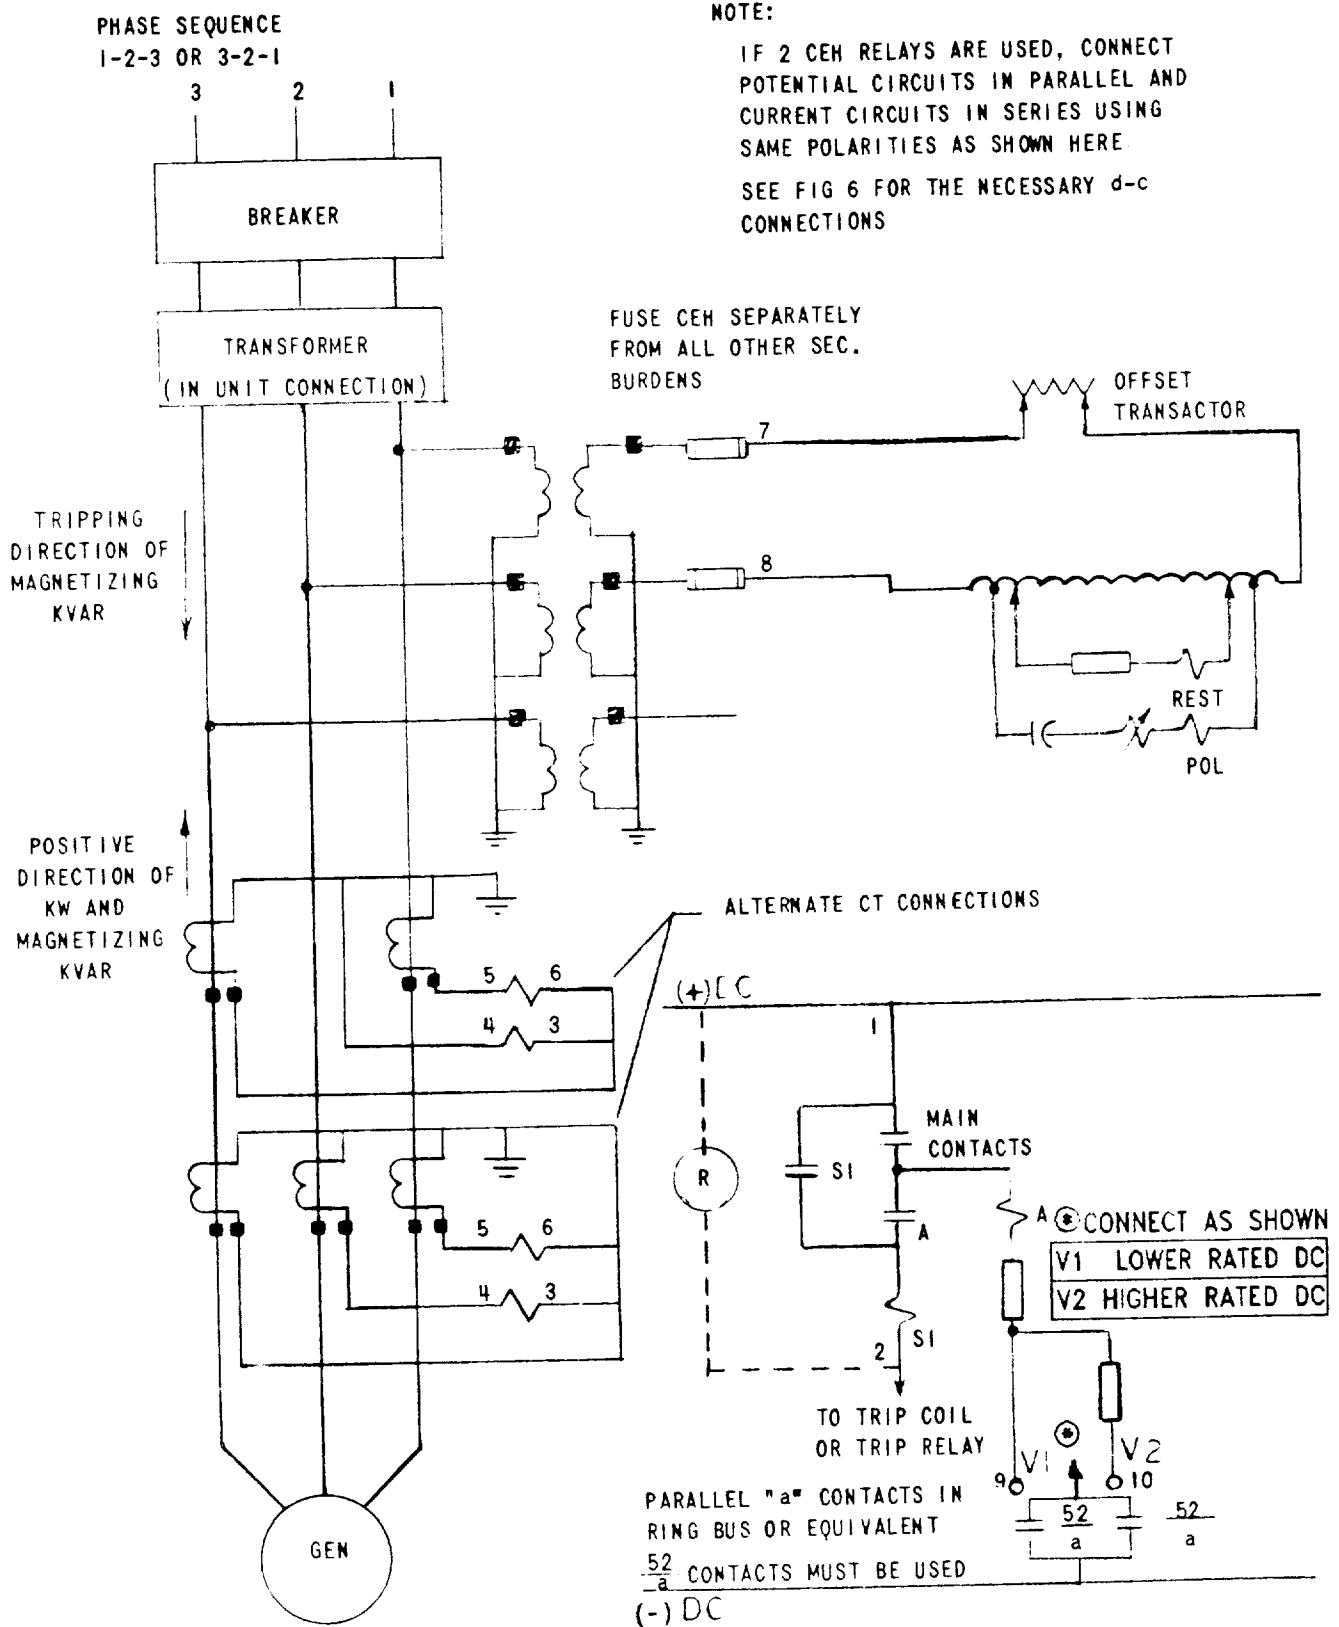 PHASE SEQUENCE
1-2-3 OR 3-2-1
3 2 1
BREAKER
TRANSFORMER
(IN UNIT CONNECTION)
NOTE:
IF 2 CEH RELAYS ARE USED, CONNECT
POTENTIAL CIRCUITS IN PARALLEL AND
CURRENT CIRCUITS IN SERIES USING
SAME POLARITIES AS SHOWN HERE
SEE FIG 6 FOR THE NECESSARY d-c
CONNECTIONS
FUSE CEH SEPARATELY
FROM ALL OTHER SEC.
BURDENS
OFFSET
TRANSACTOR
7
8
REST
POL
TRIPPING
DIRECTION OF
MAGNETIZING
KVAR
POSITIVE
DIRECTION OF
KW AND
MAGNETIZING
KVAR
ALTERNATE CT CONNECTIONS
5 6
4 3
5 6
4 3
GEN
(+)DC
1
MAIN
CONTACTS
SI
R
A
A
SI
2
* CONNECT AS SHOWN
V1 LOWER RATED DC
V2 HIGHER RATED DC
TO TRIP COIL
OR TRIP RELAY
*
9 V1
V2 10
PARALLEL "a" CONTACTS IN
RING BUS OR EQUIVALENT
52/a CONTACTS MUST BE USED
52/a
52/a
(-) DC